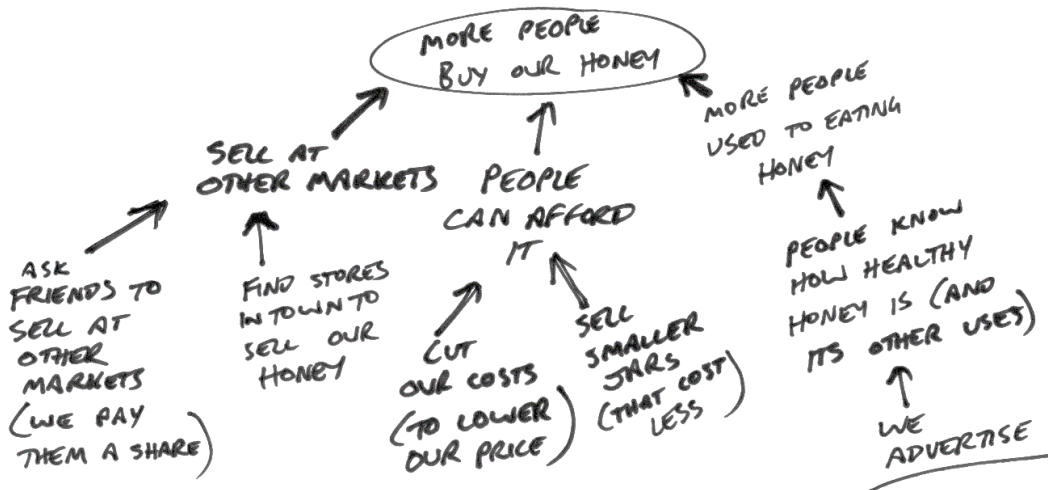 MORE PEOPLE
BUY OUR HONEY
SELL AT
OTHER MARKETS
PEOPLE
CAN AFFORD
IT
MORE PEOPLE
USED TO EATING
HONEY
ASK
FRIENDS TO
SELL AT
OTHER
MARKETS
(WE PAY
THEM A SHARE)
FIND STORES
IN TOWN TO
SELL OUR
HONEY
CUT
OUR COSTS
(TO LOWER
OUR PRICE)
SELL
SMALLER
JARS
(THAT COST
LESS)
PEOPLE KNOW
HOW HEALTHY
HONEY IS (AND
ITS OTHER USES)
WE
ADVERTISE